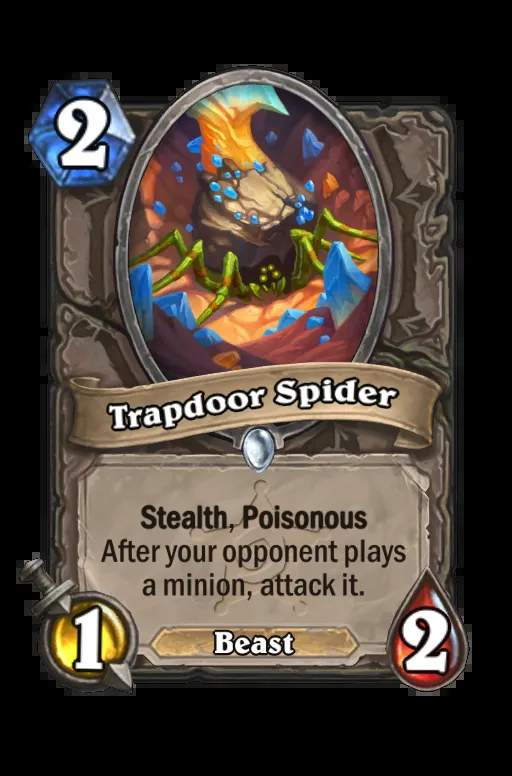 2
Trapdoor Spider
Stealth, Poisonous
After your opponent plays
a minion, attack it.
1
Beast
2